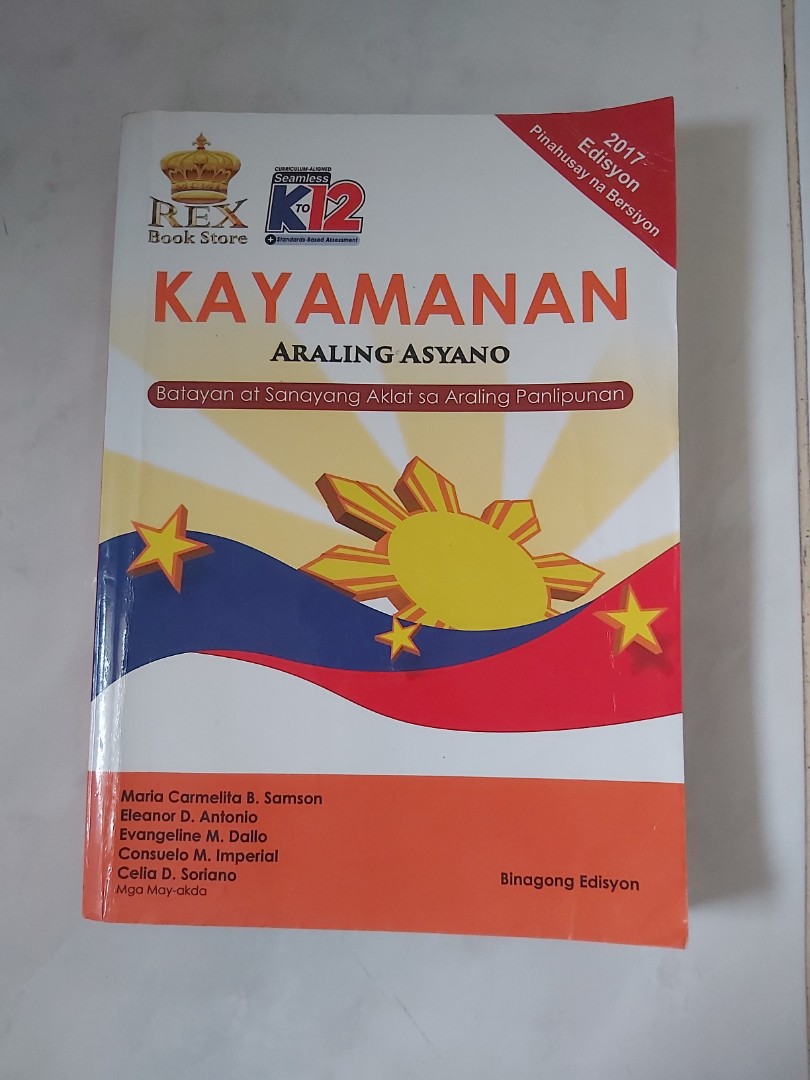 REX
Book Store
CURRICULUM-ALIGNED
Seamless
K TO 12
+ Standards-Based Assessment
2017
Edisyon
Pinahusay na Bersiyon
KAYAMANAN
ARALING ASYANO
Batayan at Sanayang Aklat sa Araling Panlipunan
Maria Carmelita B. Samson
Eleanor D. Antonio
Evangeline M. Dallo
Consuelo M. Imperial
Celia D. Soriano
Mga May-akda
Binagong Edisyon